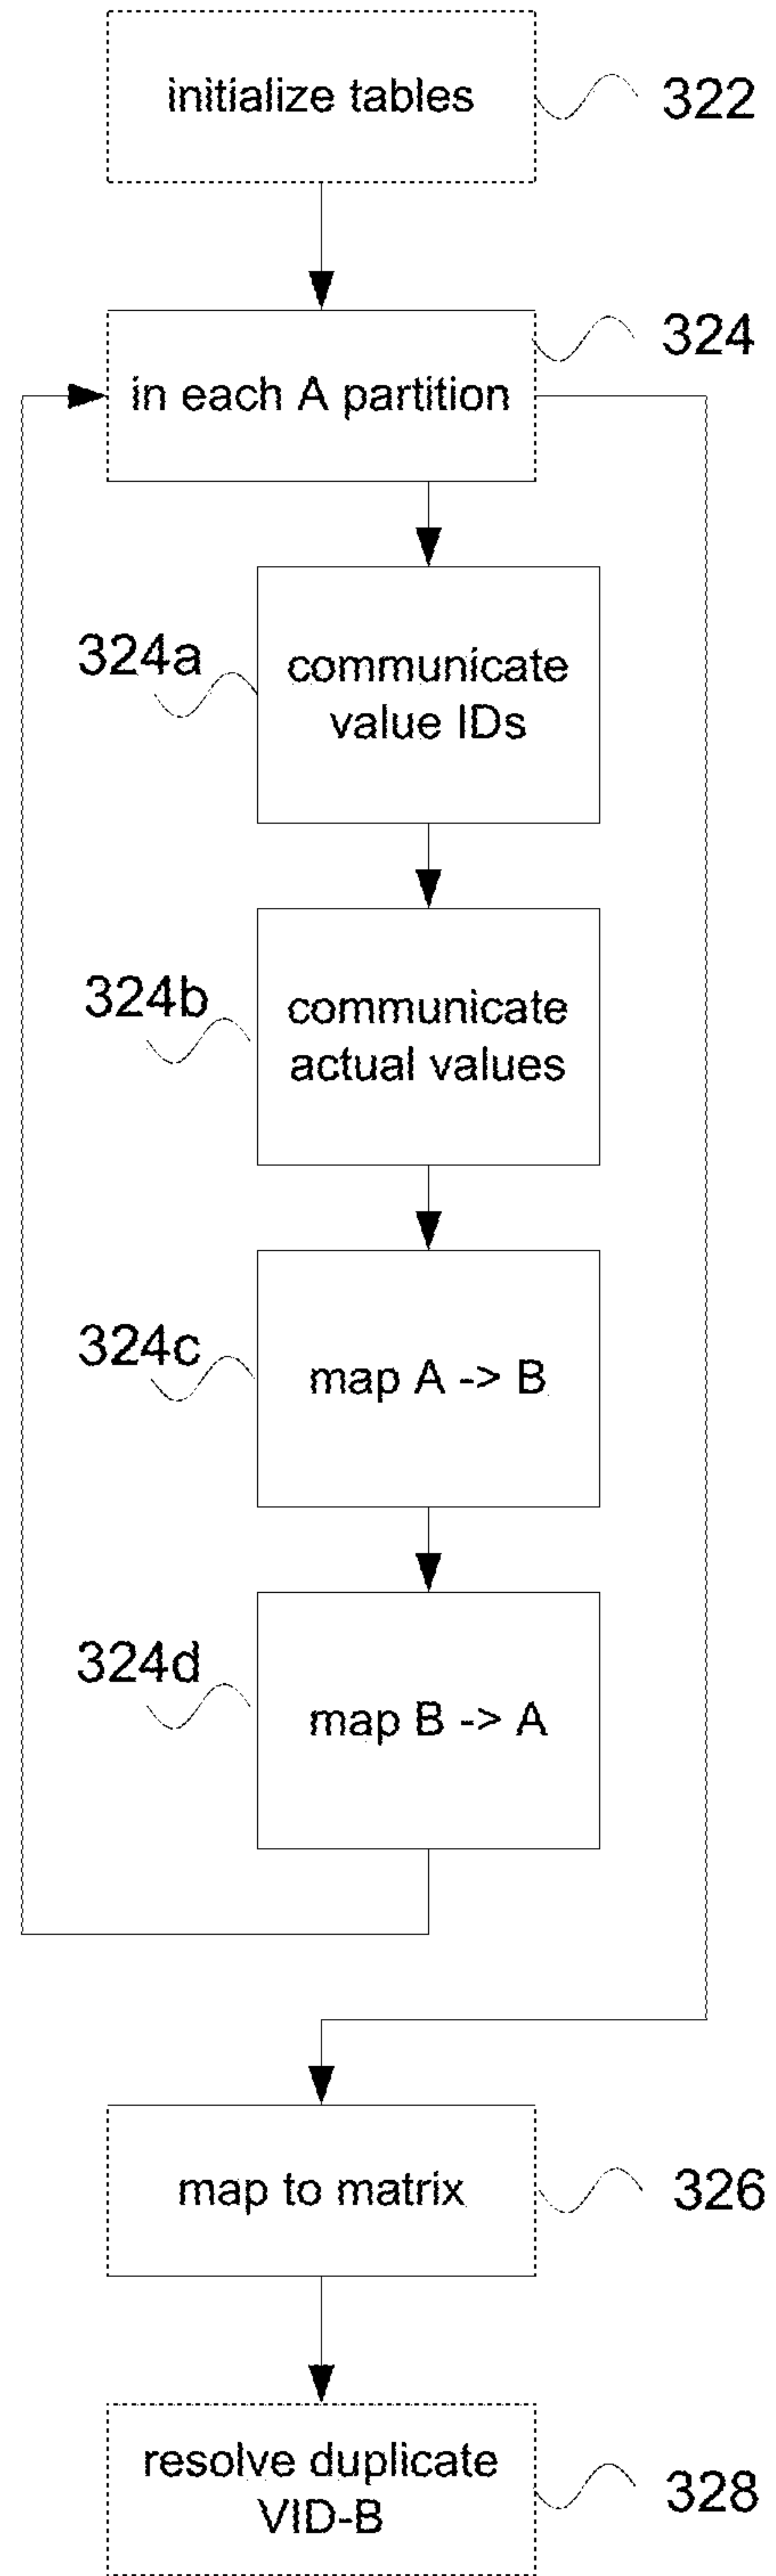 initialize tables
322
324
in each A partition
324a
communicate
value IDs
324b
communicate
actual values
324c
map A -> B
324d
map B -> A
map to matrix
326
resolve duplicate
VID-B
328